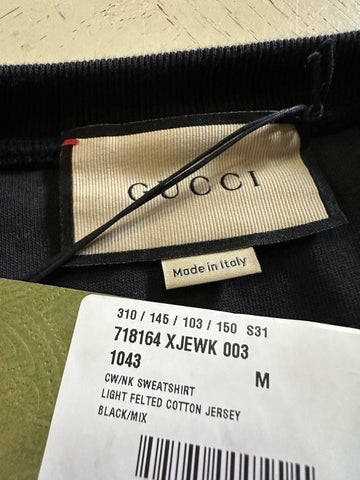 GUCCI
Made in Italy
310 / 145 / 103 / 150 S31
718164 XJEWK 003
1043
M
CW/NK SWEATSHIRT
LIGHT FELTED COTTON JERSEY
BLACK/MIX